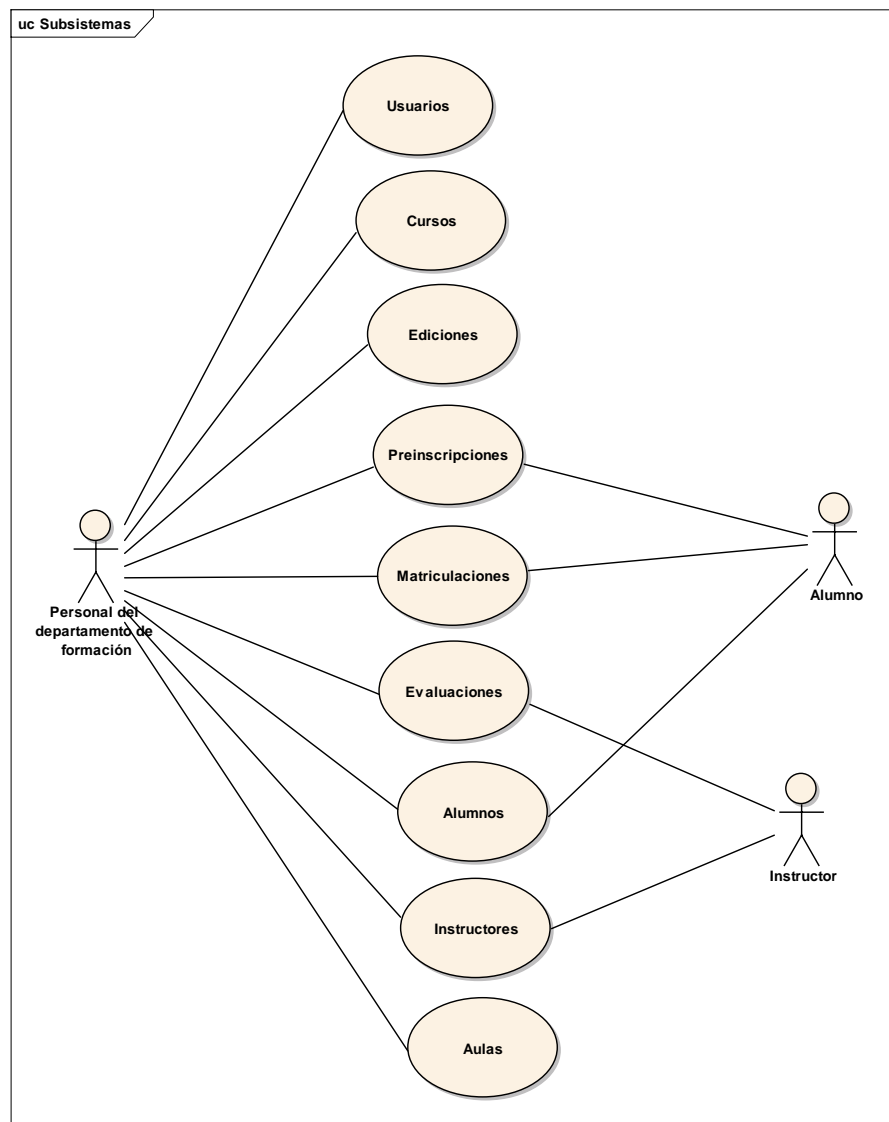 uc Subsistemas
Usuarios
Cursos
Ediciones
Preinscripciones
Matriculaciones
Alumno
Personal del
departamento de
formación
Evaluaciones
Alumnos
Instructor
Instructores
Aulas